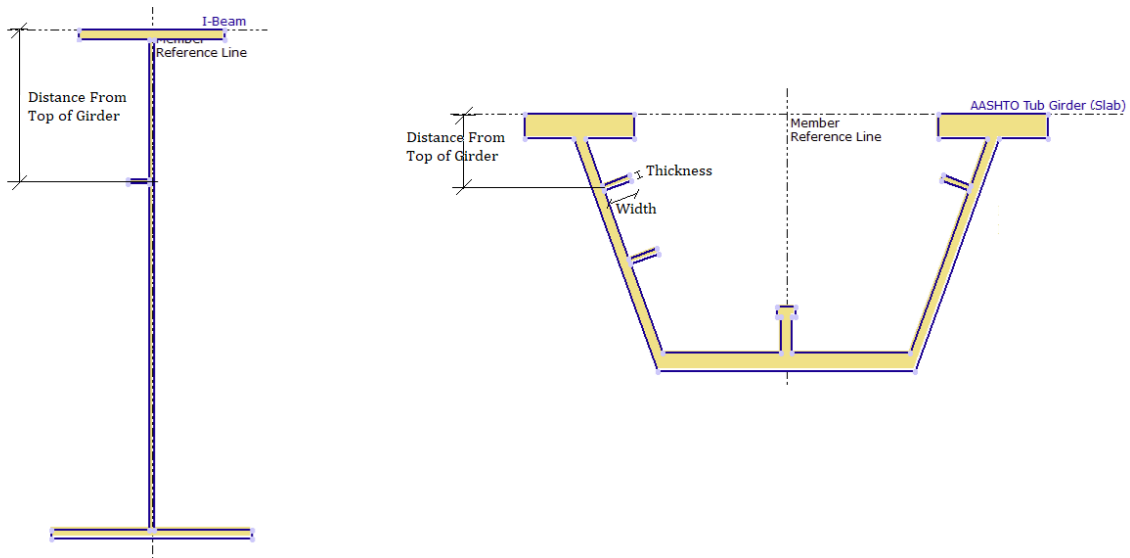 I-Beam
Member
Reference Line
Distance From
Top of Girder
AASHTO Tub Girder (Slab)
Member
Reference Line
Distance From
Top of Girder
Thickness
Width